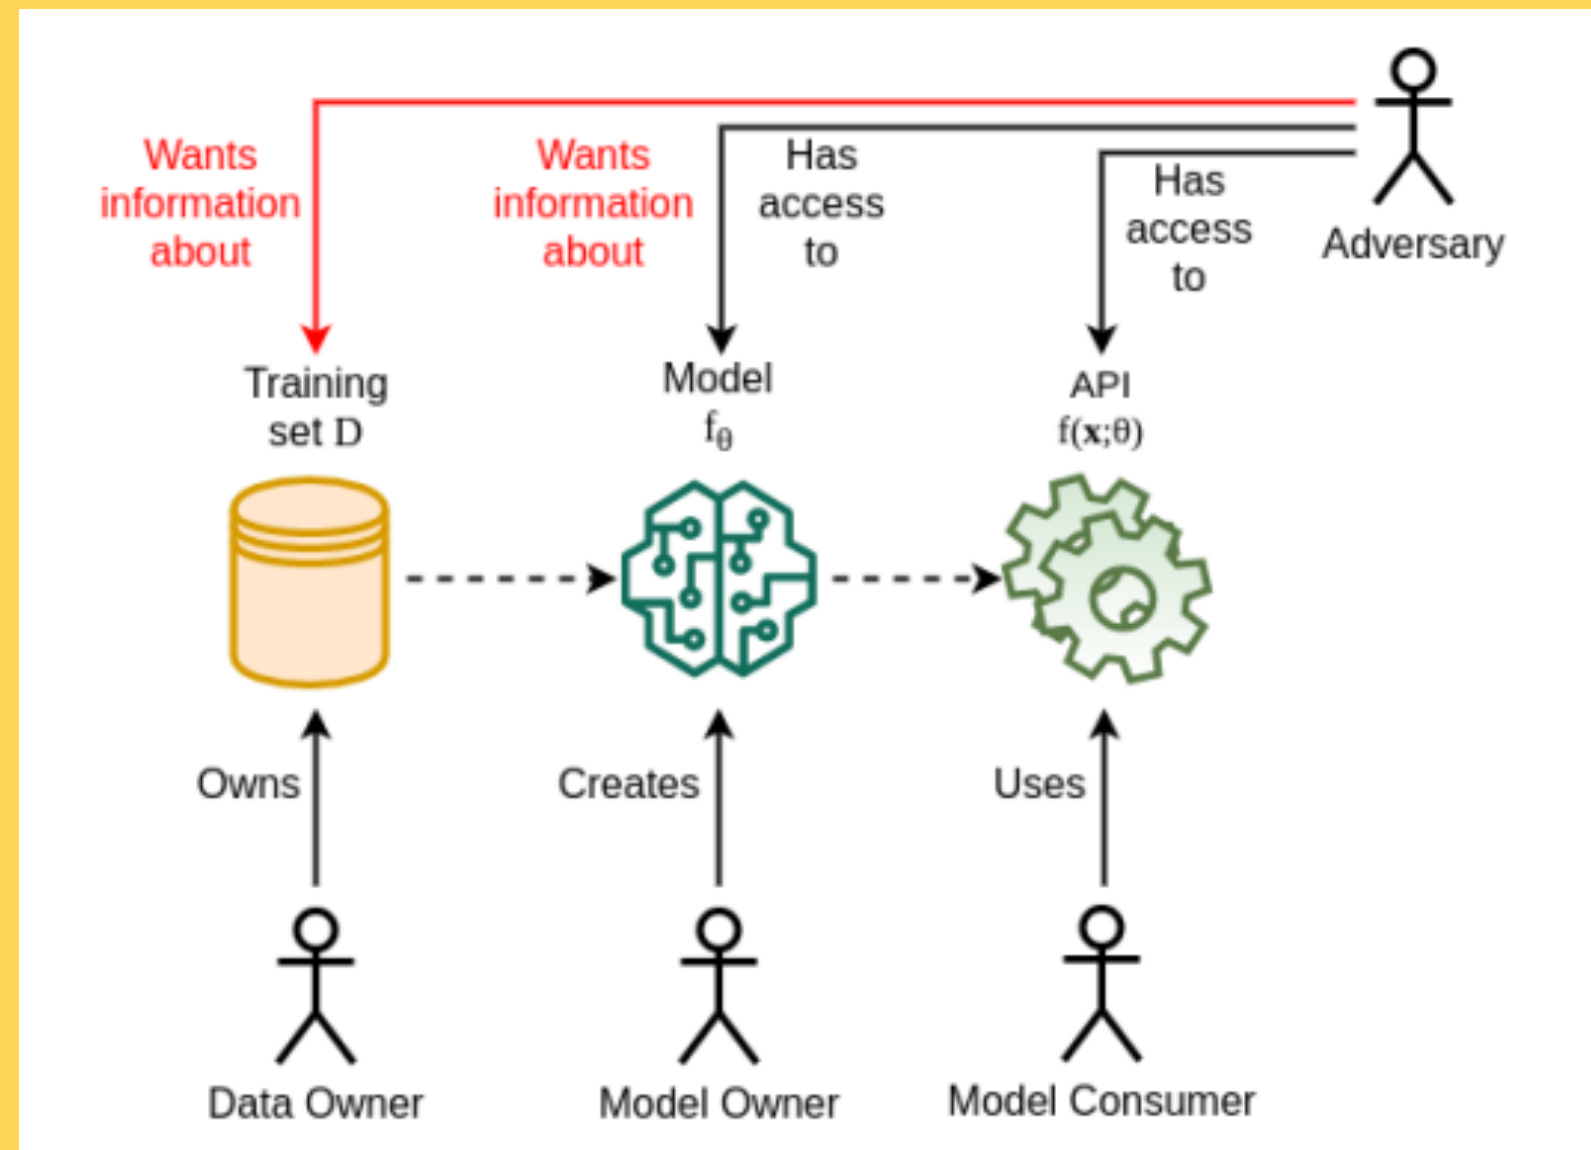 Wants
information
about
Wants
information
about
Has
access
to
Has
access
to
Adversary
Training
set D
Model
fθ
API
f(x;θ)
Owns
Creates
Uses
Data Owner
Model Owner
Model Consumer